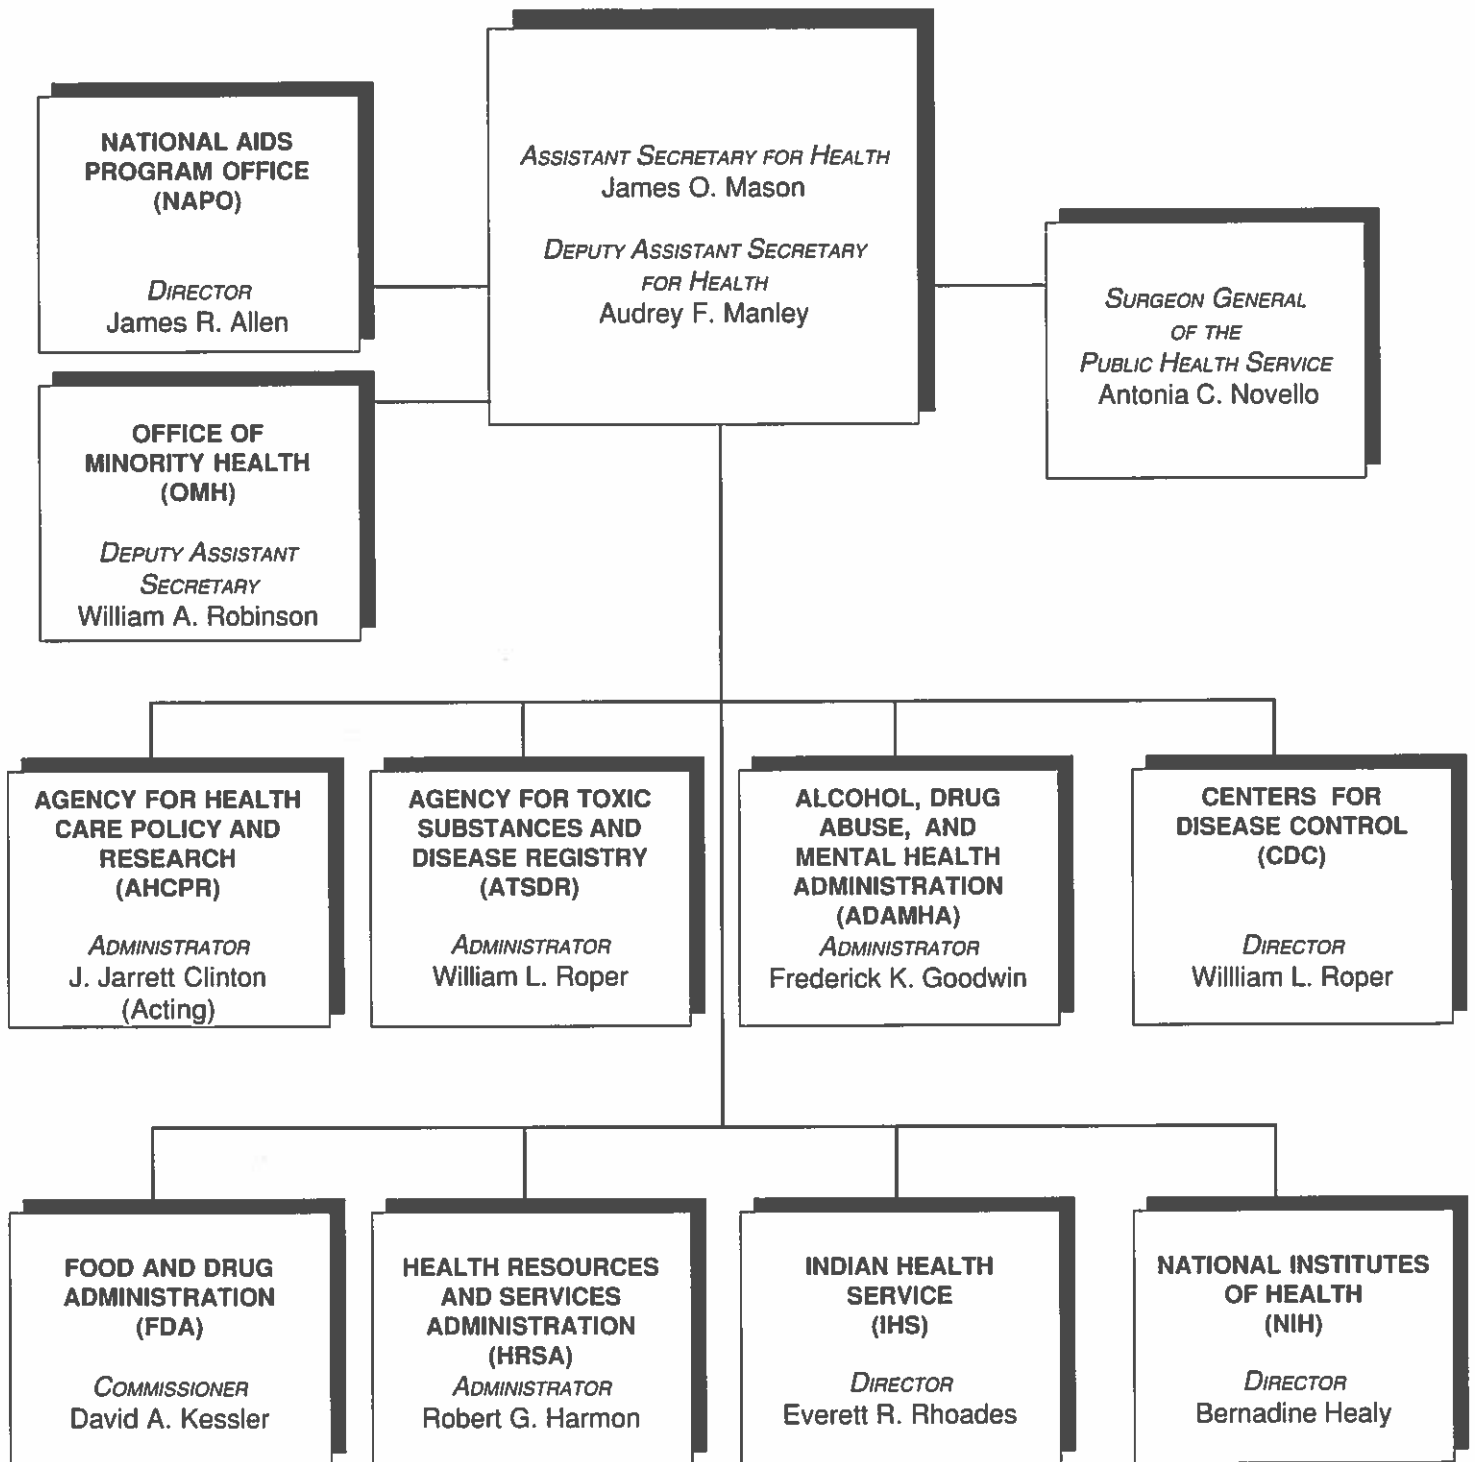 NATIONAL AIDS
PROGRAM OFFICE
(NAPO)
DIRECTOR
James R. Allen
ASSISTANT SECRETARY FOR HEALTH
James O. Mason
DEPUTY ASSISTANT SECRETARY
FOR HEALTH
Audrey F. Manley
SURGEON GENERAL
OF THE
PUBLIC HEALTH SERVICE
Antonia C. Novello
OFFICE OF
MINORITY HEALTH
(OMH)
DEPUTY ASSISTANT
SECRETARY
William A. Robinson
AGENCY FOR HEALTH
CARE POLICY AND
RESEARCH
(AHCPR)
ADMINISTRATOR
J. Jarrett Clinton
(Acting)
AGENCY FOR TOXIC
SUBSTANCES AND
DISEASE REGISTRY
(ATSDR)
ADMINISTRATOR
William L. Roper
ALCOHOL, DRUG
ABUSE, AND
MENTAL HEALTH
ADMINISTRATION
(ADAMHA)
ADMINISTRATOR
Frederick K. Goodwin
CENTERS FOR
DISEASE CONTROL
(CDC)
DIRECTOR
Willliam L. Roper
FOOD AND DRUG
ADMINISTRATION
(FDA)
COMMISSIONER
David A. Kessler
HEALTH RESOURCES
AND SERVICES
ADMINISTRATION
(HRSA)
ADMINISTRATOR
Robert G. Harmon
INDIAN HEALTH
SERVICE
(IHS)
DIRECTOR
Everett R. Rhoades
NATIONAL INSTITUTES
OF HEALTH
(NIH)
DIRECTOR
Bernadine Healy